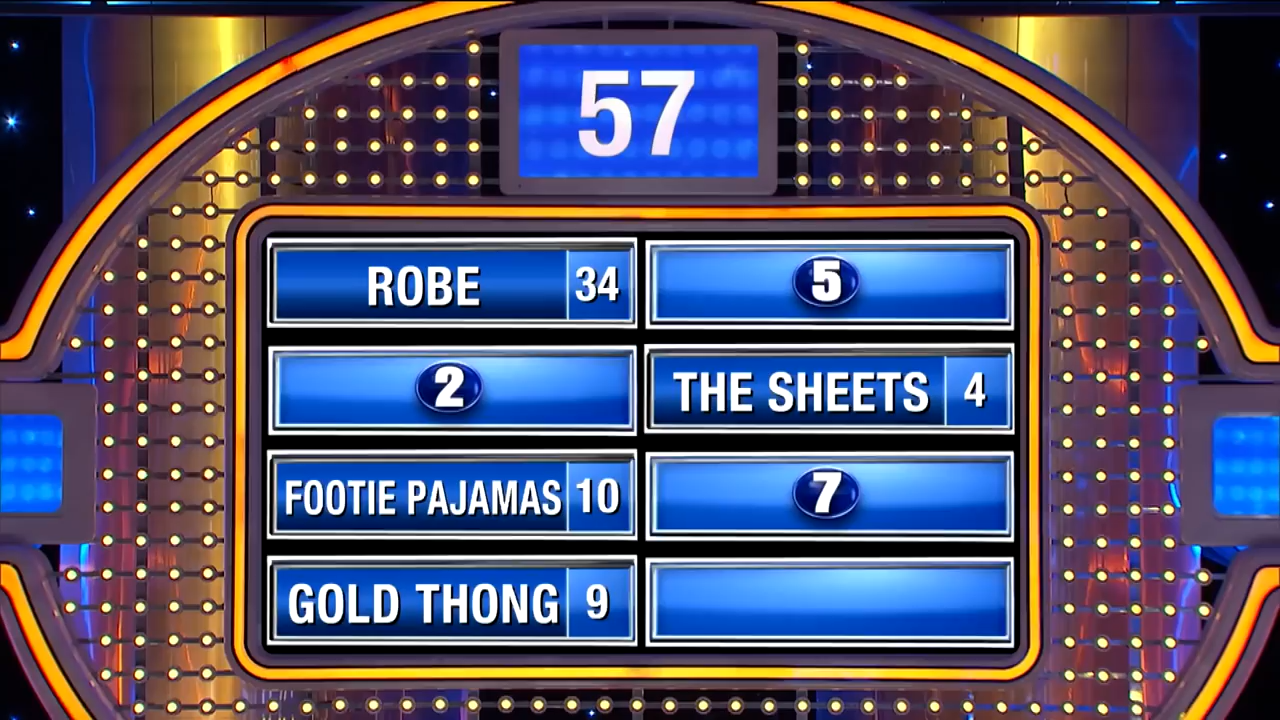 57
ROBE 34
5
2
THE SHEETS 4
FOOTIE PAJAMAS 10
7
GOLD THONG 9